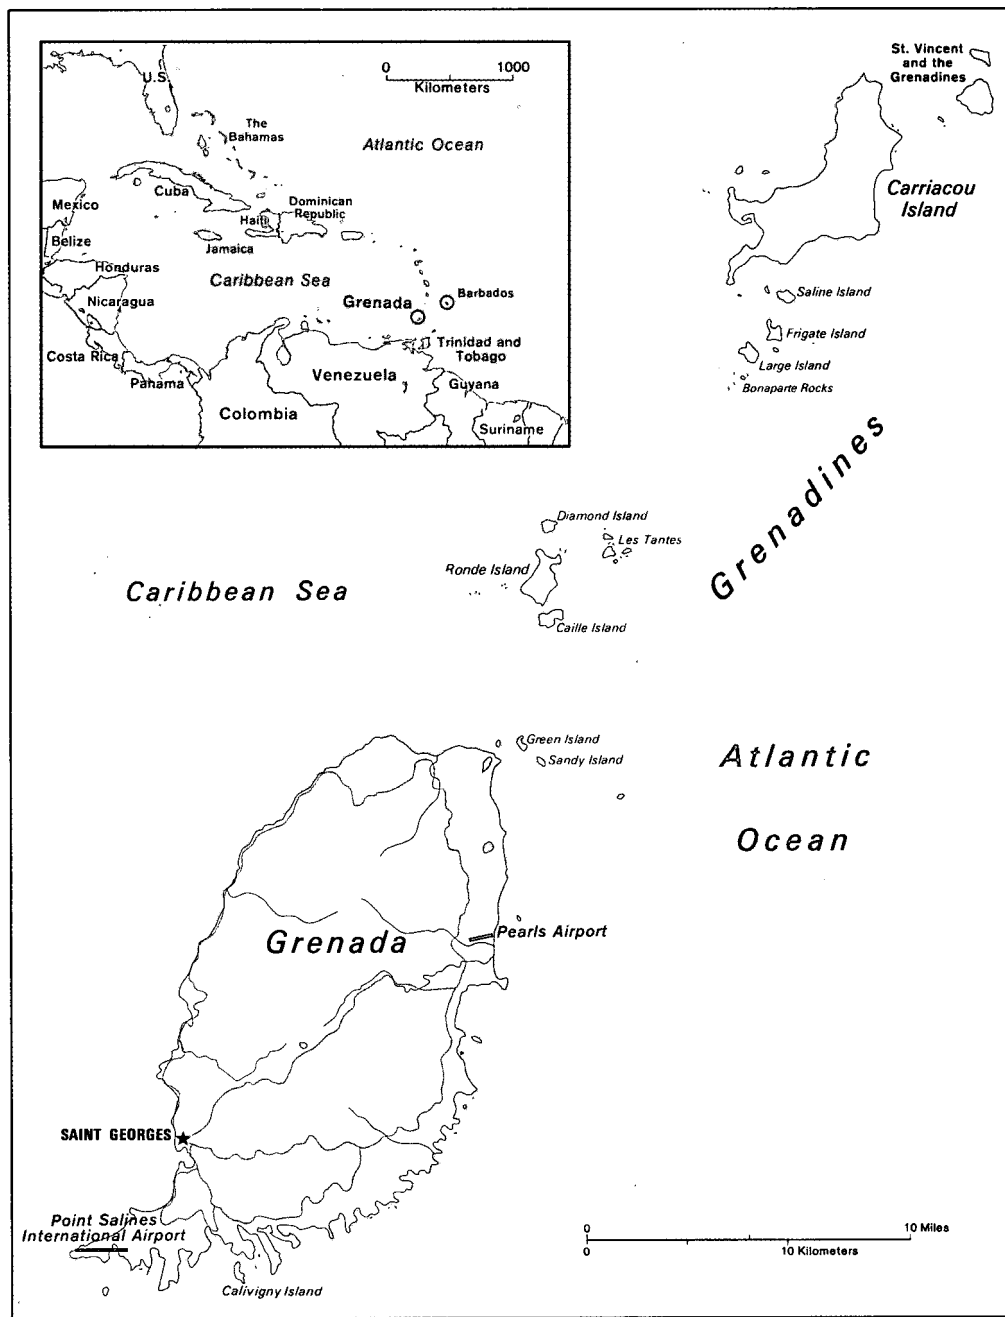 U.S
0 1000
Kilometers
The
Bahamas
Atlantic Ocean
Mexico
Cuba
Haiti
Dominican
Republic
Belize
Jamaica
Honduras
Caribbean Sea
Nicaragua
Grenada
Barbados
Costa Rica
Trinidad and
Tobago
Panama
Venezuela
Guyana
Colombia
Suriname
St. Vincent
and the
Grenadines
Carriacou
Island
Saline Island
Frigate Island
Large Island
Bonaparte Rocks
Grenadines
Diamond Island
Les Tantes
Ronde Island
Caribbean Sea
Caille Island
Green Island
Sandy Island
Atlantic
Ocean
Pearls Airport
Grenada
SAINT GEORGES
Point Salines
International Airport
Calivigny Island
0 10 Miles
0 10 Kilometers